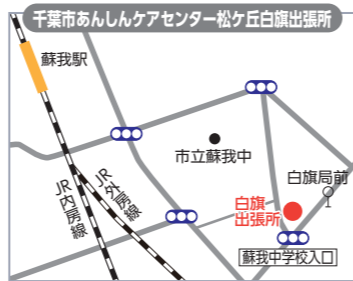 千葉市あんしんケアセンター松ケ丘白旗出張所
蘇我駅
市立蘇我中
白旗局前
JR外房線
JR内房線
白旗
出張所
蘇我中学校入口